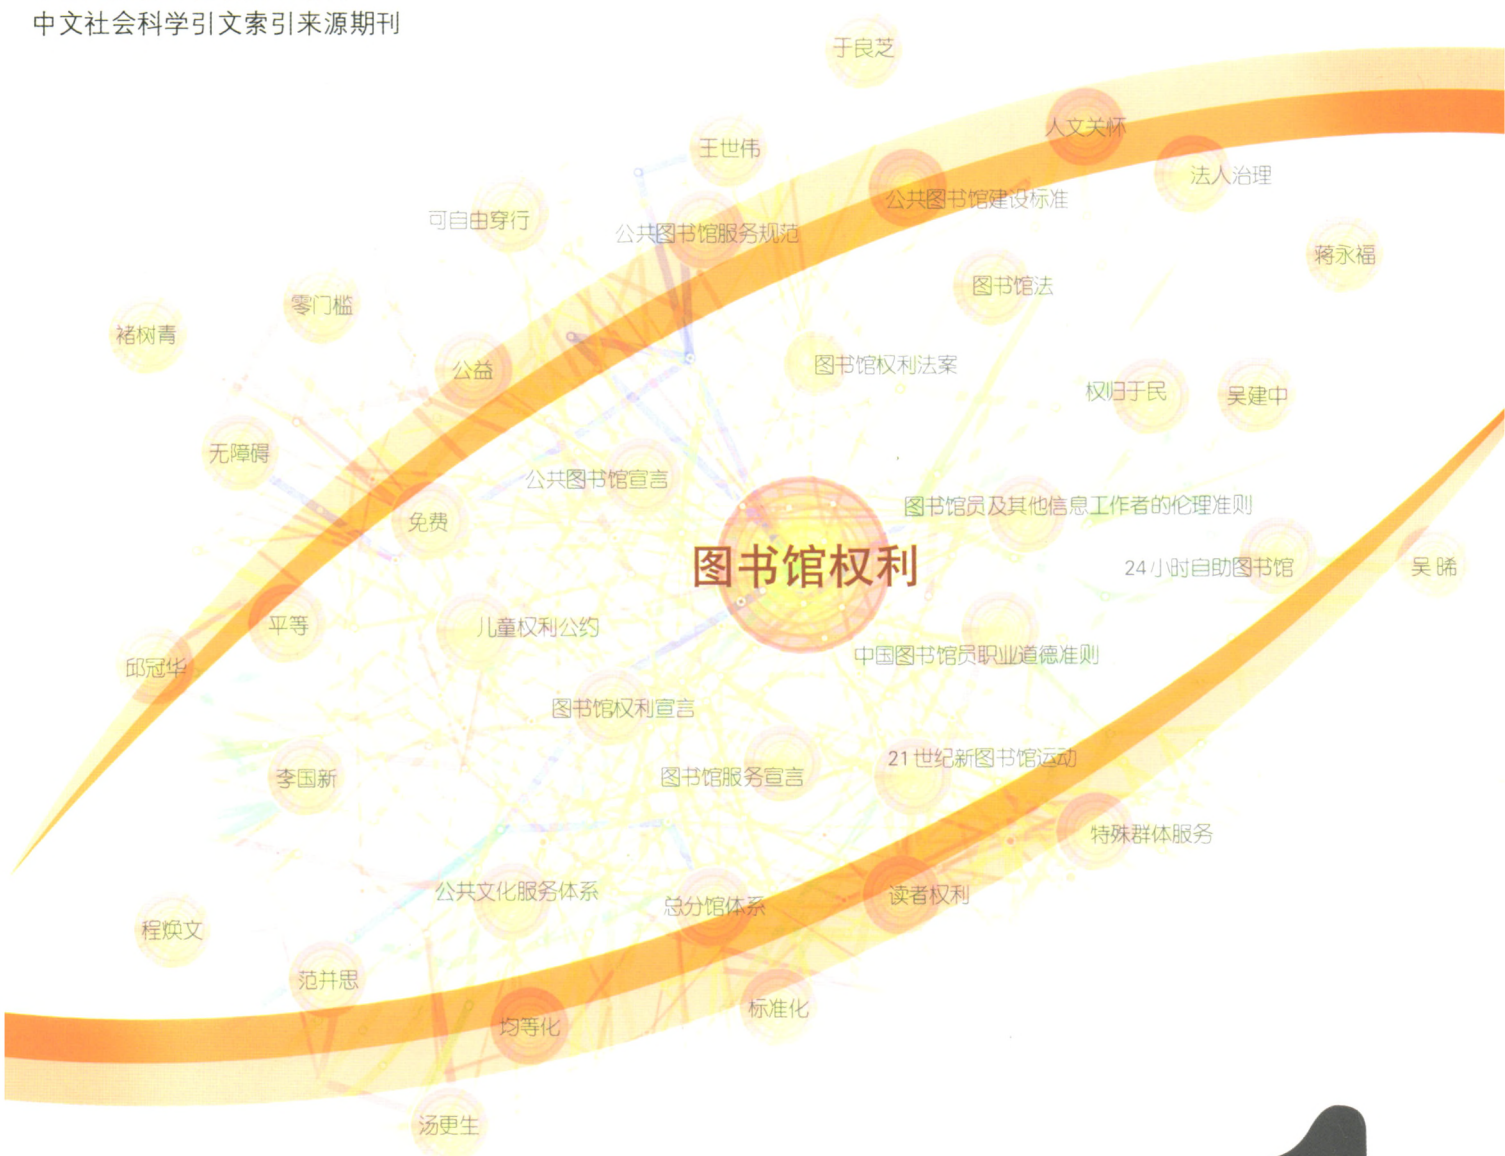 中文社会科学引文索引来源期刊
于良芝
人文关怀
王世伟
法人治理
公共图书馆建设标准
可自由穿行
公共图书馆服务规范
蒋永福
图书馆法
零门槛
褚树青
图书馆权利法案
公益
权归于民
吴建中
无障碍
公共图书馆宣言
图书馆员及其他信息工作者的伦理准则
免费
图书馆权利
24小时自助图书馆
吴晞
平等
儿童权利公约
中国图书馆员职业道德准则
邱冠华
图书馆权利宣言
21世纪新图书馆运动
李国新
图书馆服务宣言
特殊群体服务
公共文化服务体系
读者权利
总分馆体系
程焕文
范并思
标准化
均等化
汤更生